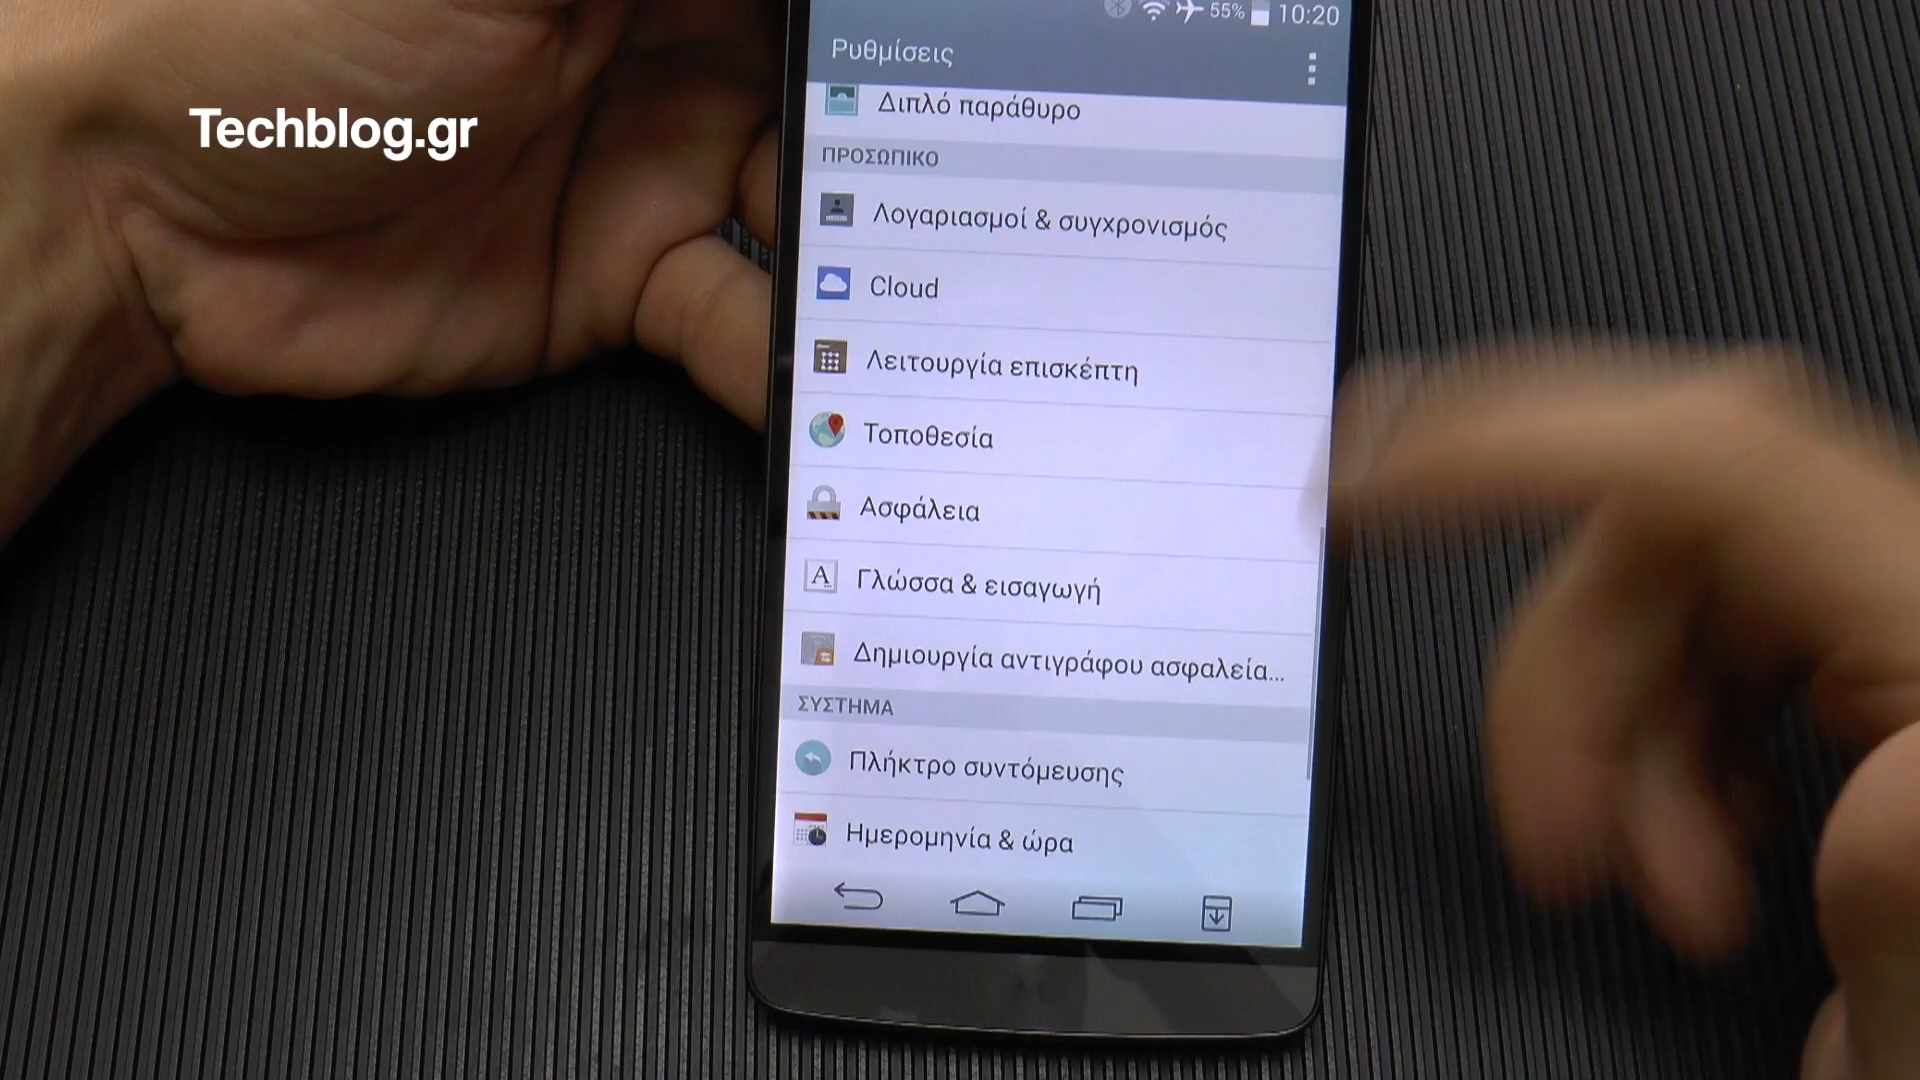 55% 10:20
Ρυθμίσεις
Techblog.gr
Διπλό παράθυρο
ΠΡΟΣΩΠΙΚΟ
Λογαριασμοί & συγχρονισμός
Cloud
Λειτουργία επισκέπτη
Τοποθεσία
Ασφάλεια
Γλώσσα & εισαγωγή
Δημιουργία αντιγράφου ασφαλεία...
ΣΥΣΤΗΜΑ
Πλήκτρο συντόμευσης
Ημερομηνία & ώρα